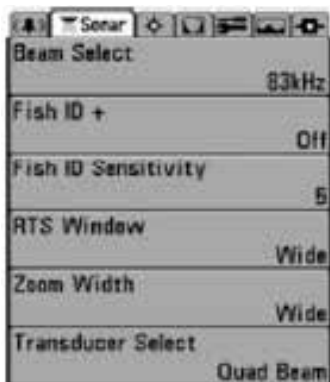 Sonar
Beam Select
83kHz
Fish ID +
Off
Fish ID Sensitivity
5
RTS Window
Wide
Zoom Width
Wide
Transducer Select
Quad Beam